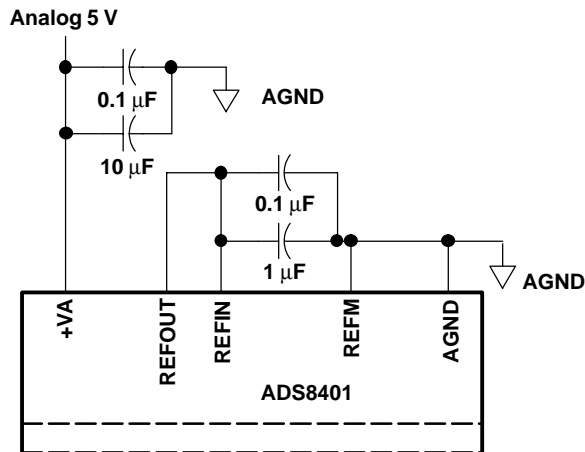 Analog 5 V
0.1 μF
AGND
10 μF
0.1 μF
1 μF
AGND
+VA
REFOUT
REFIN
REFM
AGND
ADS8401